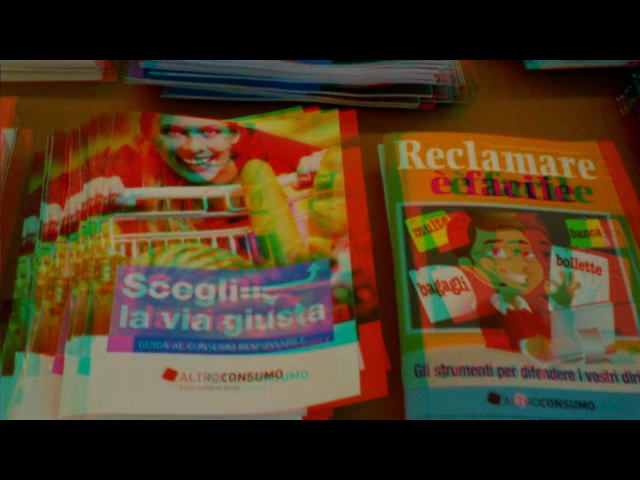 Scegli
la via giusta
GUIDA AL CONSUMO RESPONSABILE
ALTROCONSUMO
Reclamare
è facile
multe
banca
bagagli
bollette
Gli strumenti per difendere i vostri diri
ALTROCONSUMO